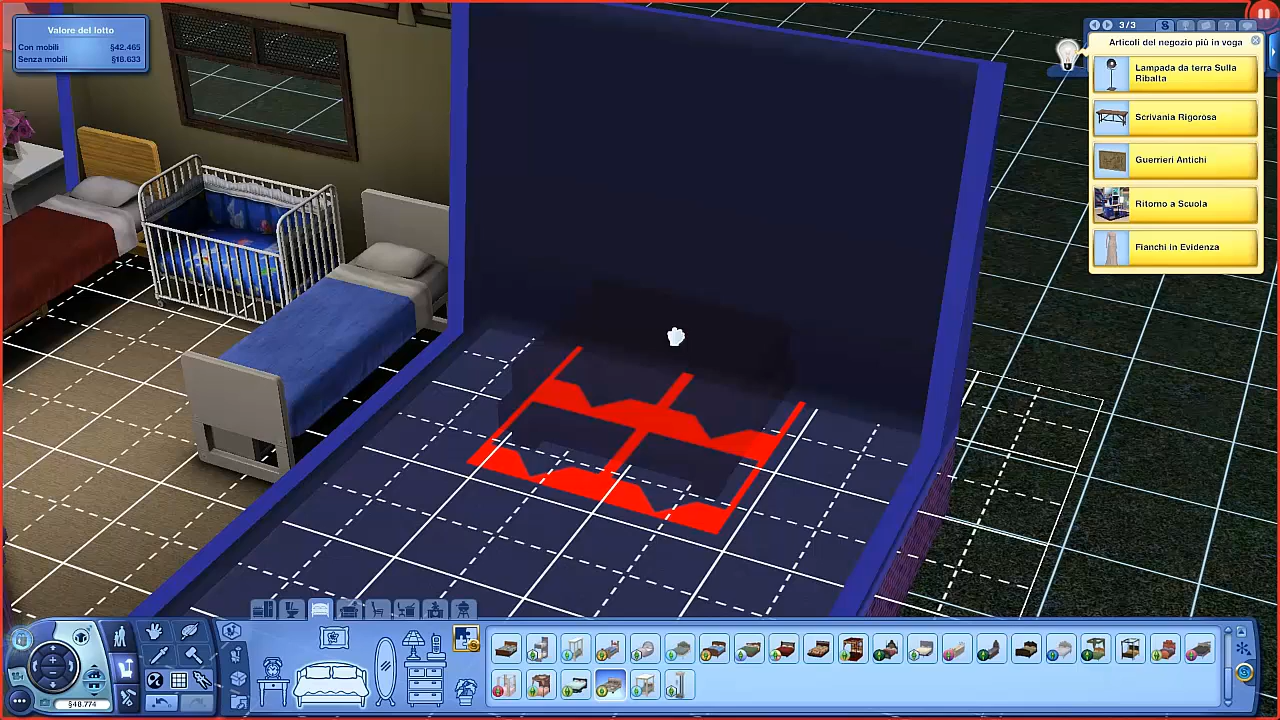 Valore del lotto
Con mobili §42.465
Senza mobili §18.633
3/3
Articoli del negozio più in voga
Lampada da terra Sulla
Ribalta
Scrivania Rigorosa
Guerrieri Antichi
Ritorno a Scuola
Fianchi in Evidenza
§48.774